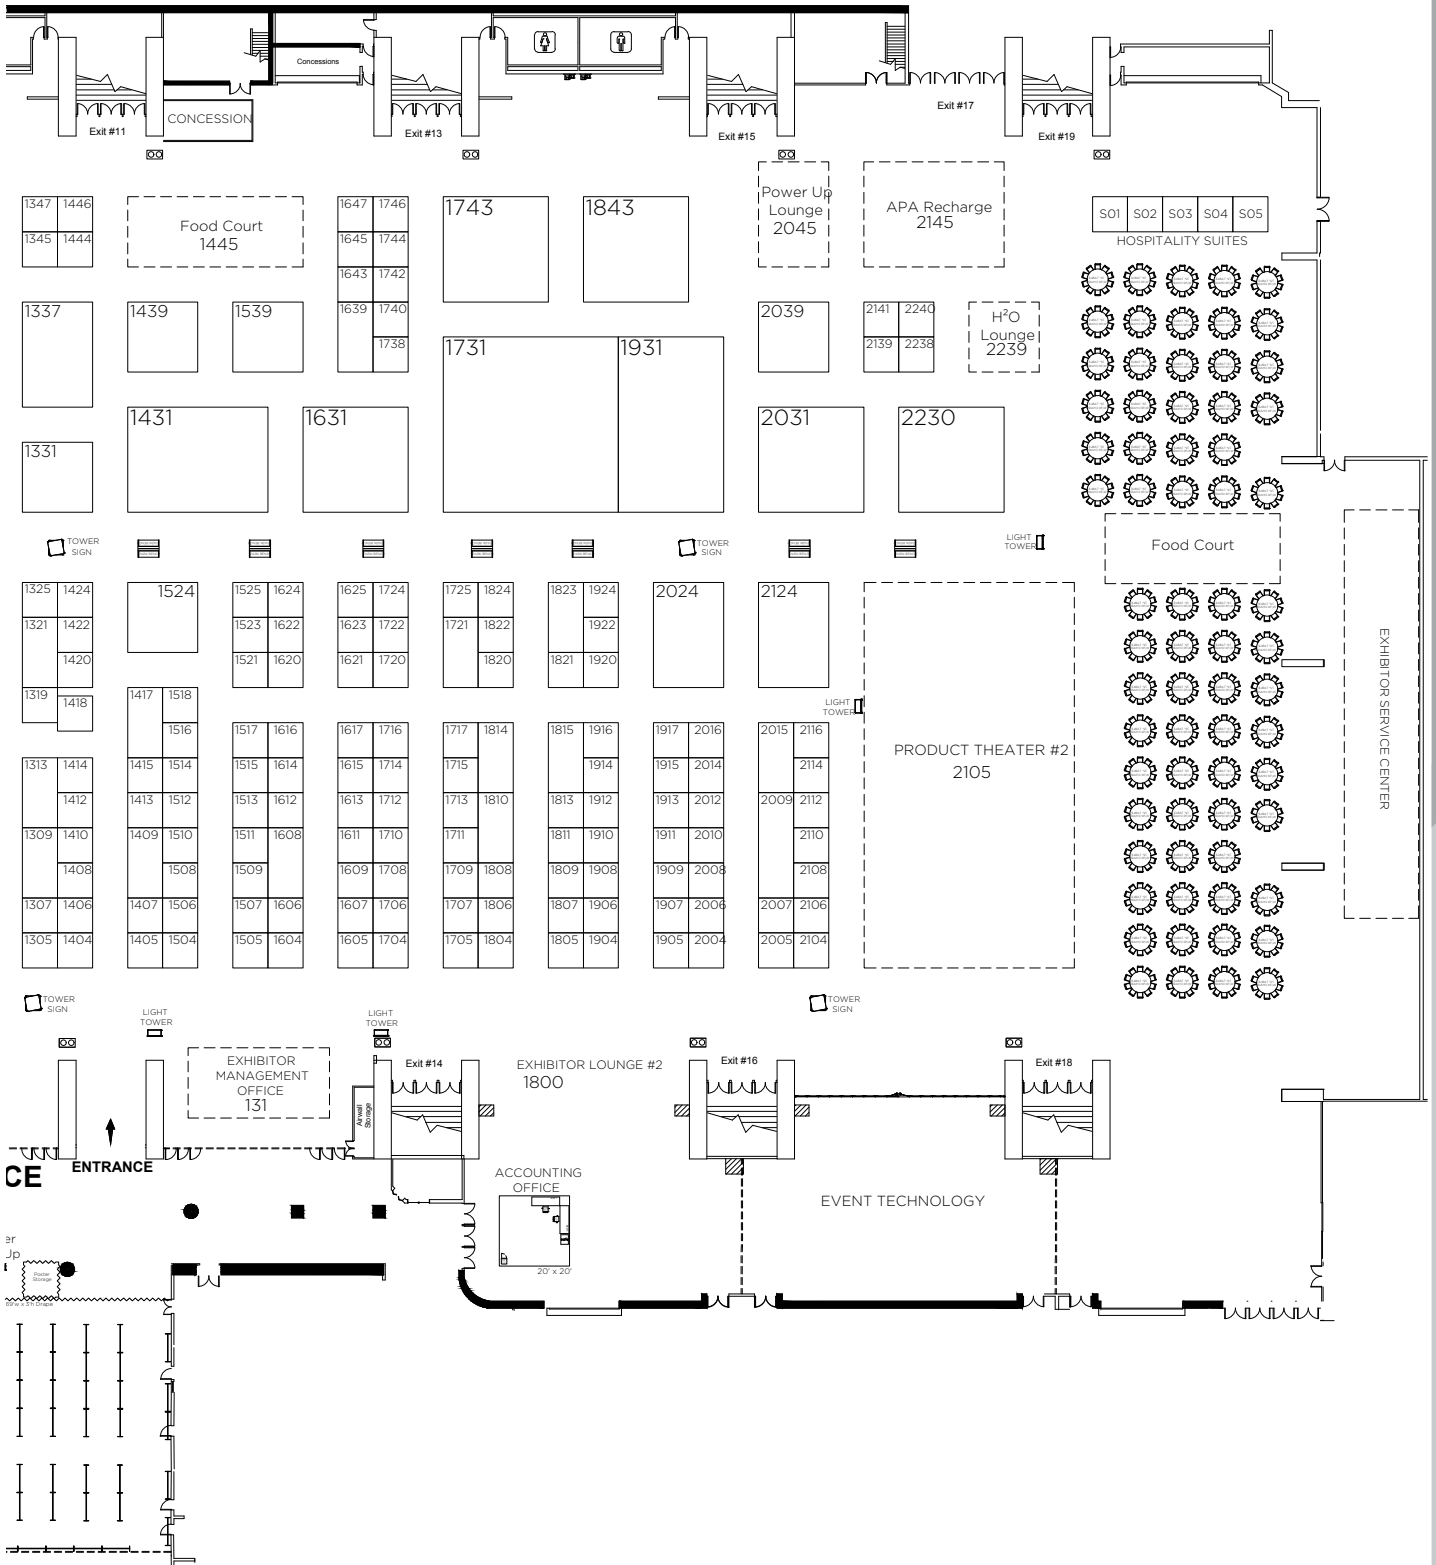 Concessions
CONCESSION
Exit #11
Exit #13
Exit #15
Exit #17
Exit #19
1347 1446
1345 1444
Food Court
1445
1647 1746
1645 1744
1643 1742
1639 1740
1738
1743
1843
Power Up
Lounge
2045
APA Recharge
2145
S01 S02 S03 S04 S05
HOSPITALITY SUITES
1337
1439
1539
1731
1931
2039
2141 2240
2139 2238
H²O
Lounge
2239
1331
1431
1631
2031
2230
TOWER
SIGN
TOWER
SIGN
LIGHT
TOWER
Food Court
1325 1424
1321 1422
1420
1319
1418
1524
1525 1624
1523 1622
1521 1620
1625 1724
1623 1722
1621 1720
1725 1824
1721 1822
1820
1823 1924
1922
1821 1920
2024
2124
LIGHT
TOWER
EXHIBITOR SERVICE CENTER
1313 1414
1412
1309 1410
1408
1307 1406
1305 1404
1417 1518
1516
1415 1514
1413 1512
1409 1510
1508
1407 1506
1405 1504
1517 1616
1515 1614
1513 1612
1511 1608
1509
1507 1606
1505 1604
1617 1716
1615 1714
1613 1712
1611 1710
1609 1708
1607 1706
1605 1704
1717 1814
1715
1713 1810
1711
1709 1808
1707 1806
1705 1804
1815 1916
1914
1813 1912
1811 1910
1809 1908
1807 1906
1805 1904
1917 2016
1915 2014
1913 2012
1911 2010
1909 2008
1907 2006
1905 2004
2015 2116
2114
2009 2112
2110
2108
2007 2106
2005 2104
PRODUCT THEATER #2
2105
TOWER
SIGN
LIGHT
TOWER
LIGHT
TOWER
TOWER
SIGN
EXHIBITOR
MANAGEMENT
OFFICE
131
Airwall
Storage
Exit #14
EXHIBITOR LOUNGE #2
1800
Exit #16
Exit #18
CE
ENTRANCE
ACCOUNTING
OFFICE
20' x 20'
EVENT TECHNOLOGY
er
Up
Poster
Storage
69'w x 3'h Drape